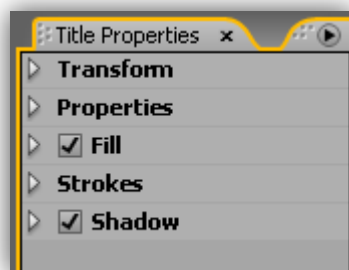 Title Properties x
Transform
Properties
Fill
Strokes
Shadow